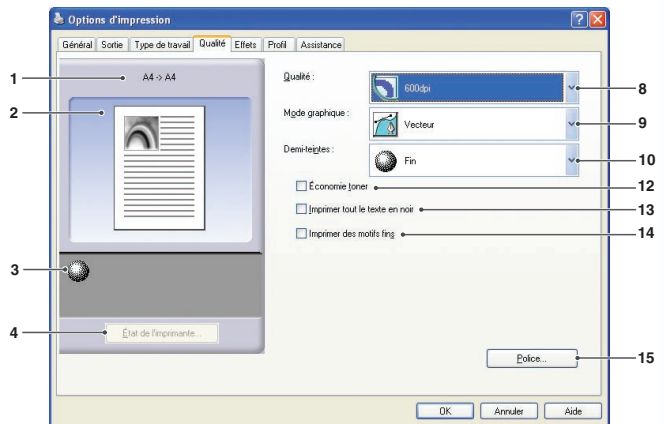 Options d'impression
Général Sortie Type de travail Qualité Effets Profil Assistance
1 A4 -> A4
2
3
4 État de l'imprimante...
Qualité :
600dpi 8
Mode graphique :
Vecteur 9
Demi-teintes :
Fin 10
Économie toner 12
Imprimer tout le texte en noir 13
Imprimer des motifs fins 14
Police... 15
OK Annuler Aide